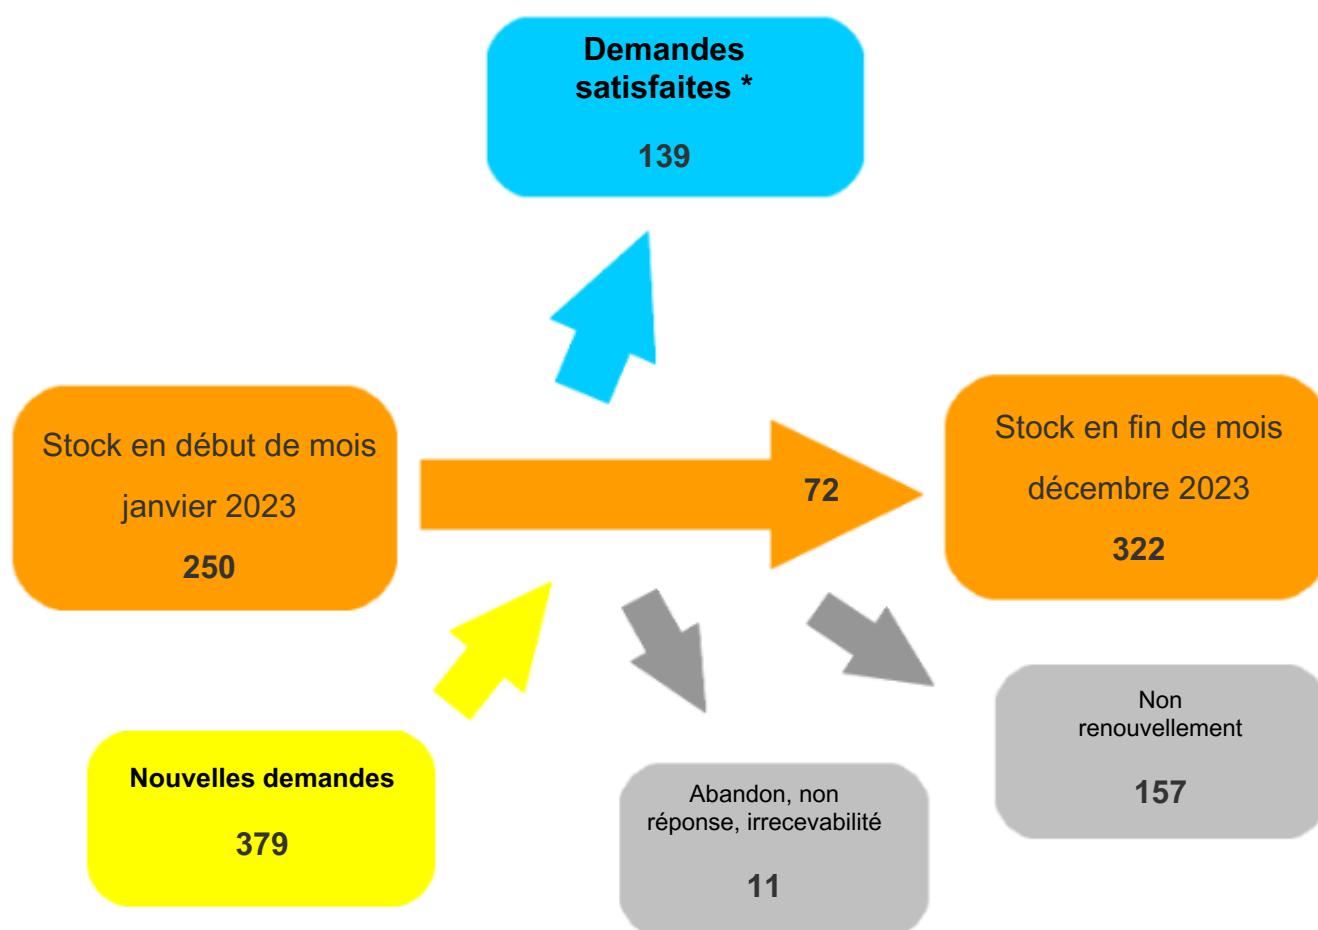 Demandes
satisfaites *
139
Stock en début de mois
janvier 2023
250
72
Stock en fin de mois
décembre 2023
322
Nouvelles demandes
379
Abandon, non
réponse, irrecevabilité
11
Non
renouvellement
157